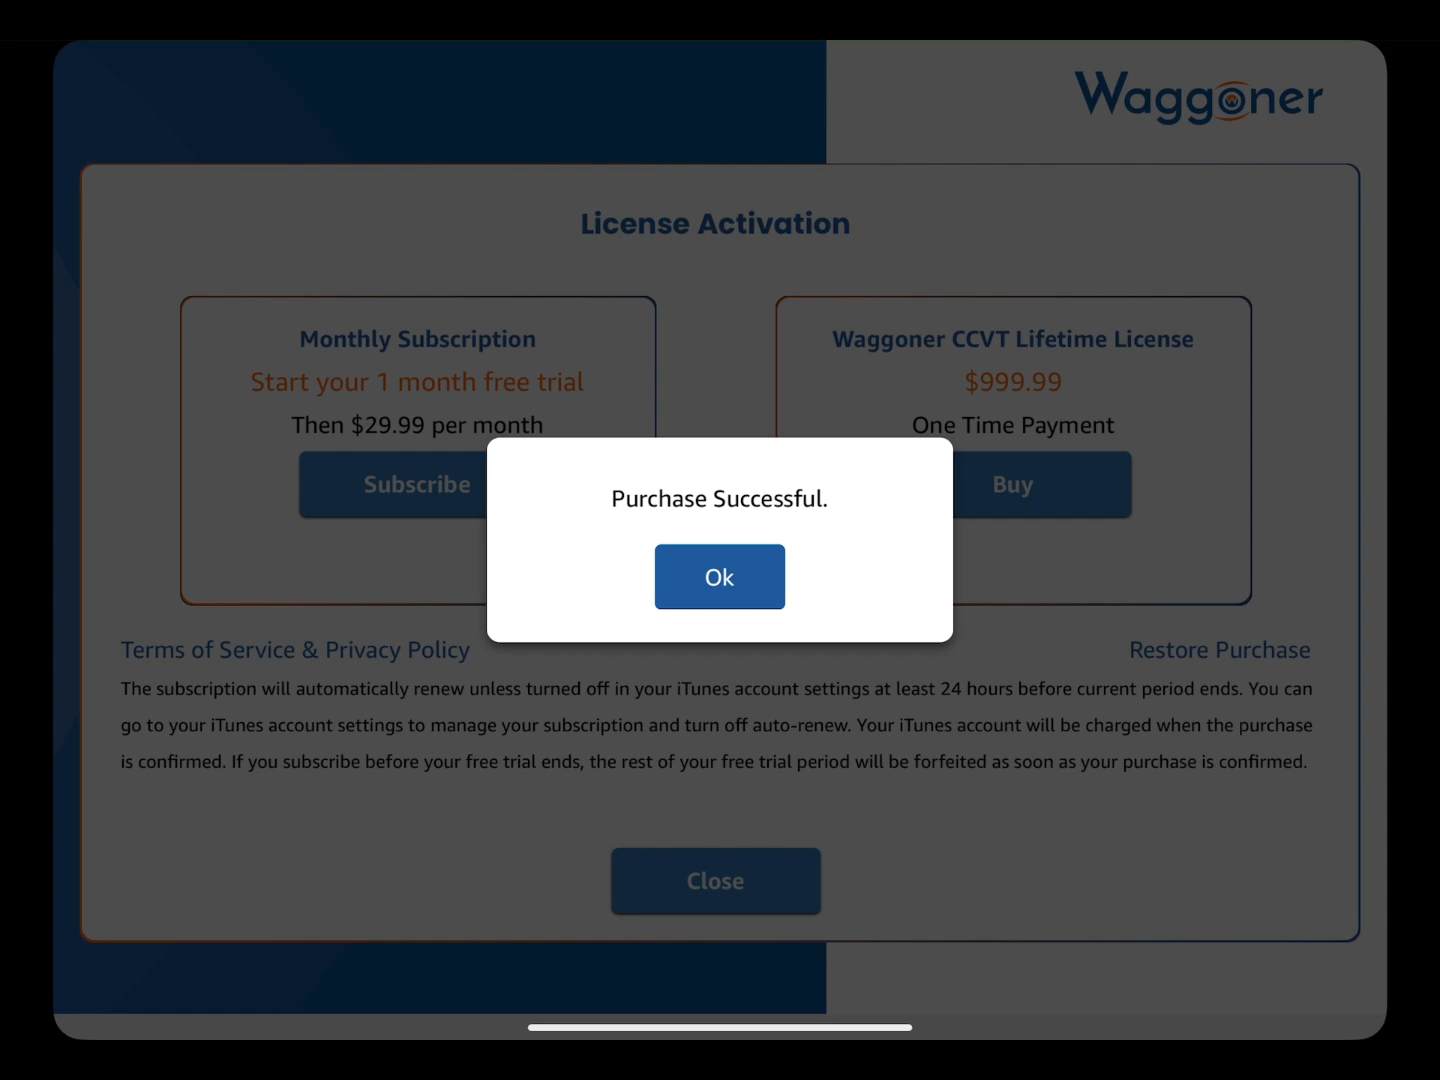 Waggoner
License Activation
Monthly Subscription
Start your 1 month free trial
Then $29.99 per month
Subscribe
Waggoner CCVT Lifetime License
$999.99
One Time Payment
Buy
Purchase Successful.
Ok
Terms of Service & Privacy Policy
Restore Purchase
The subscription will automatically renew unless turned off in your iTunes account settings at least 24 hours before current period ends. You can
go to your iTunes account settings to manage your subscription and turn off auto-renew. Your iTunes account will be charged when the purchase
is confirmed. If you subscribe before your free trial ends, the rest of your free trial period will be forfeited as soon as your purchase is confirmed.
Close